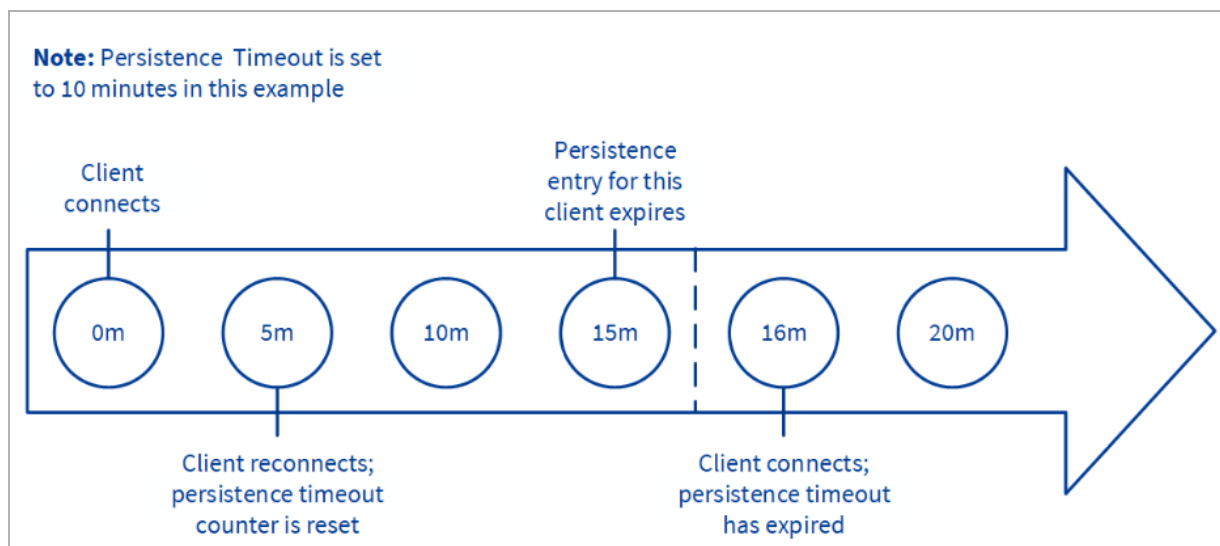 Note: Persistence Timeout is set
to 10 minutes in this example
Client
connects
Persistence
entry for this
client expires
0m
5m
10m
15m
16m
20m
Client reconnects;
persistence timeout
counter is reset
Client connects;
persistence timeout
has expired